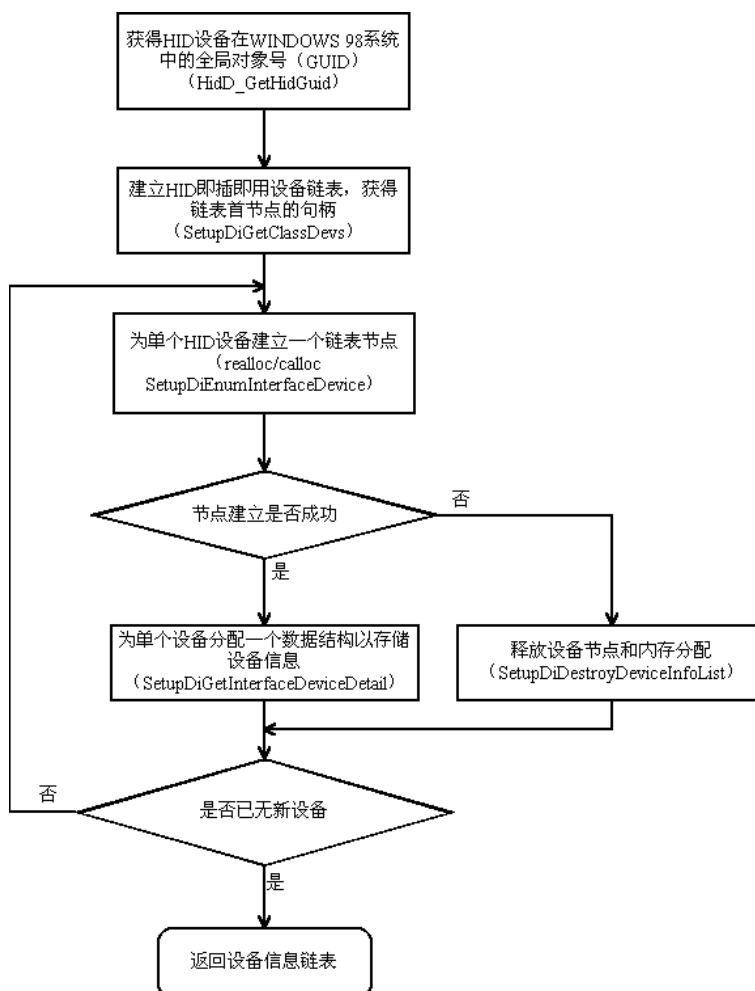 获得HID设备在WINDOWS 98系统
中的全局对象号（GUID）
（HidD_GetHidGuid）
建立HID即插即用设备链表，获得
链表首节点的句柄
（SetupDiGetClassDevs）
为单个HID设备建立一个链表节点
（realloc/calloc
SetupDiEnumInterfaceDevice）
节点建立是否成功
否
是
为单个设备分配一个数据结构以存储
设备信息
（SetupDiGetInterfaceDeviceDetail）
释放设备节点和内存分配
（SetupDiDestroyDeviceInfoList）
否
是否已无新设备
是
返回设备信息链表